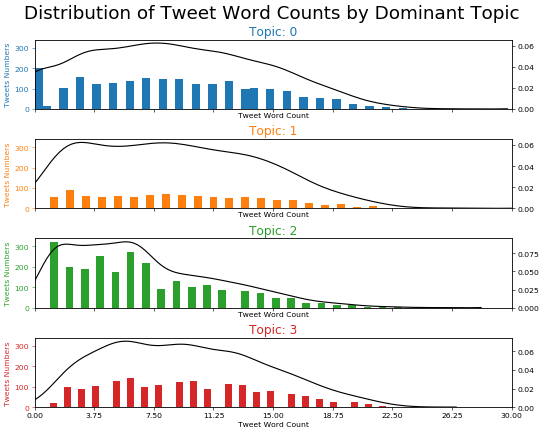 Distribution of Tweet Word Counts by Dominant Topic
Topic: 0
Tweets Numbers
300
200
100
0
0.06
0.04
0.02
0.00
Tweet Word Count
Topic: 1
Tweets Numbers
300
200
100
0
0.06
0.04
0.02
0.00
Tweet Word Count
Topic: 2
Tweets Numbers
300
200
100
0
0.075
0.050
0.025
0.000
Tweet Word Count
Topic: 3
Tweets Numbers
300
200
100
0
0.06
0.04
0.02
0.00
0.00 3.75 7.50 11.25 15.00 18.75 22.50 26.25 30.00
Tweet Word Count